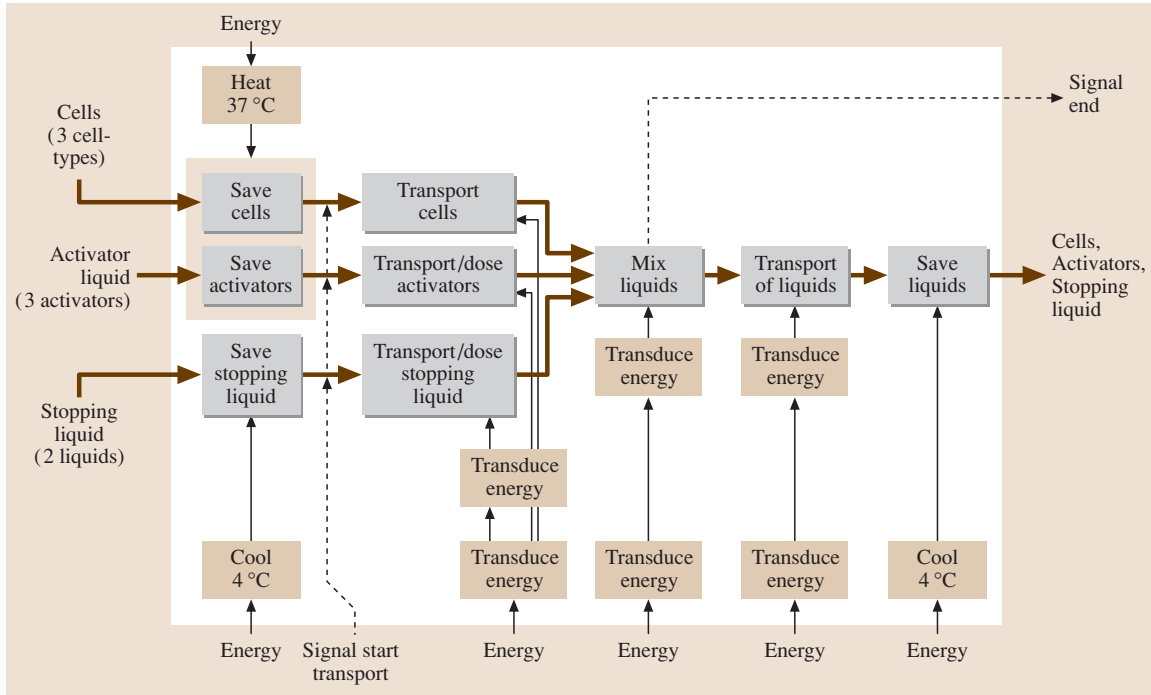 Energy
Heat
37 °C
Signal
end
Cells
(3 cell-
types)
Save
cells
Transport
cells
Activator
liquid
(3 activators)
Save
activators
Transport/dose
activators
Mix
liquids
Transport
of liquids
Save
liquids
Cells,
Activators,
Stopping
liquid
Save
stopping
liquid
Transport/dose
stopping
liquid
Transduce
energy
Transduce
energy
Stopping
liquid
(2 liquids)
Transduce
energy
Cool
4 °C
Transduce
energy
Transduce
energy
Transduce
energy
Cool
4 °C
Energy
Signal start
transport
Energy
Energy
Energy
Energy